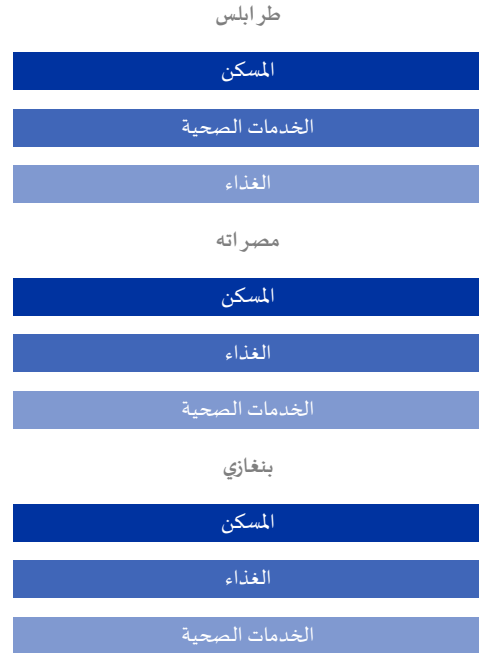 طرابلس
المسكن
الخدمات الصحية
الغذاء
مصراته
المسكن
الغذاء
الخدمات الصحية
بنغازي
المسكن
الغذاء
الخدمات الصحية